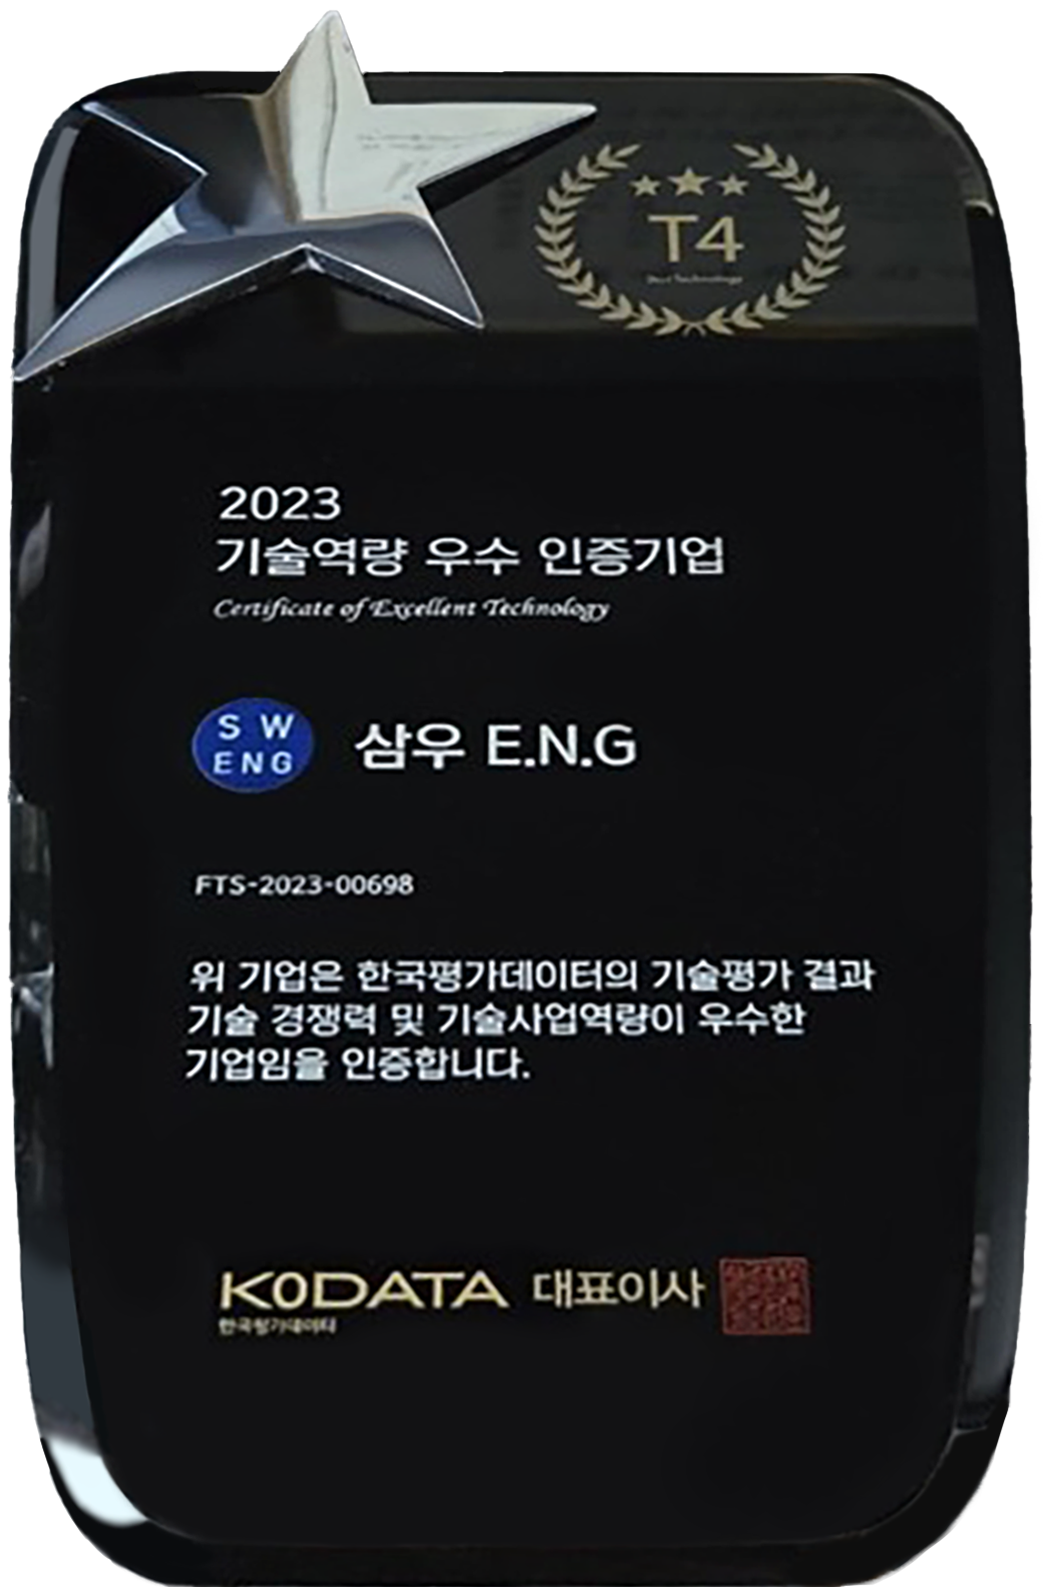 T4
Best Technology
2023
기술역량 우수 인증기업
Certificate of Excellent Technology
S W
ENG
삼우 E.N.G
FTS-2023-00698
위 기업은 한국평가데이터의 기술평가 결과
기술 경쟁력 및 기술사업역량이 우수한
기업임을 인증합니다.
KODATA 대표이사
한국평가데이터